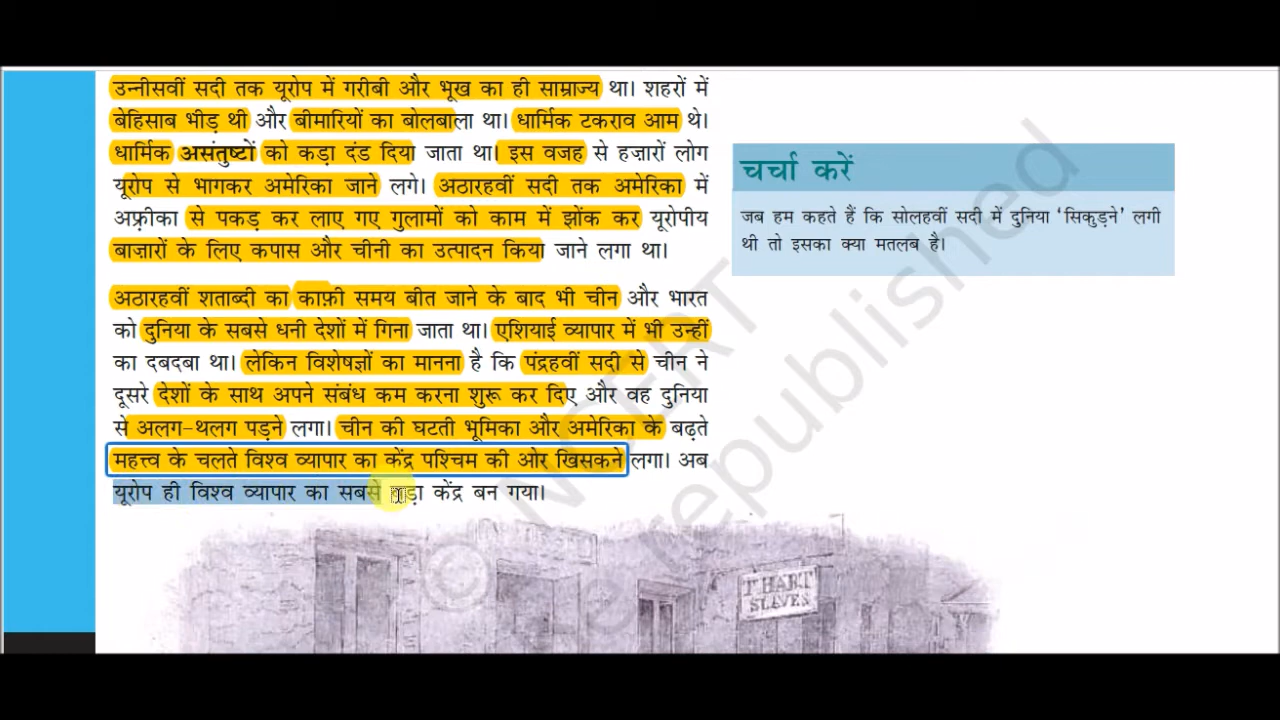 उन्नीसवीं सदी तक यूरोप में गरीबी और भूख का ही साम्राज्य था। शहरों में
बेहिसाब भीड़ थी और बीमारियों का बोलबाला था। धार्मिक टकराव आम थे।
धार्मिक असंतुष्टों को कड़ा दंड दिया जाता था। इस वजह से हज़ारों लोग
यूरोप से भागकर अमेरिका जाने लगे। अठारहवीं सदी तक अमेरिका में
अफ़्रीका से पकड़ कर लाए गए गुलामों को काम में झोंक कर यूरोपीय
बाज़ारों के लिए कपास और चीनी का उत्पादन किया जाने लगा था।
अठारहवीं शताब्दी का काफ़ी समय बीत जाने के बाद भी चीन और भारत
को दुनिया के सबसे धनी देशों में गिना जाता था। एशियाई व्यापार में भी उन्हीं
का दबदबा था। लेकिन विशेषज्ञों का मानना है कि पंद्रहवीं सदी से चीन ने
दूसरे देशों के साथ अपने संबंध कम करना शुरू कर दिए और वह दुनिया
से अलग-थलग पड़ने लगा। चीन की घटती भूमिका और अमेरिका के बढ़ते
महत्त्व के चलते विश्व व्यापार का केंद्र पश्चिम की ओर खिसकने लगा। अब
यूरोप ही विश्व व्यापार का सबसे बड़ा केंद्र बन गया।
चर्चा करें
जब हम कहते हैं कि सोलहवीं सदी में दुनिया ‘सिकुड़ने’ लगी
थी तो इसका क्या मतलब है।
© NCERT
be republished
T HART
SLAVES